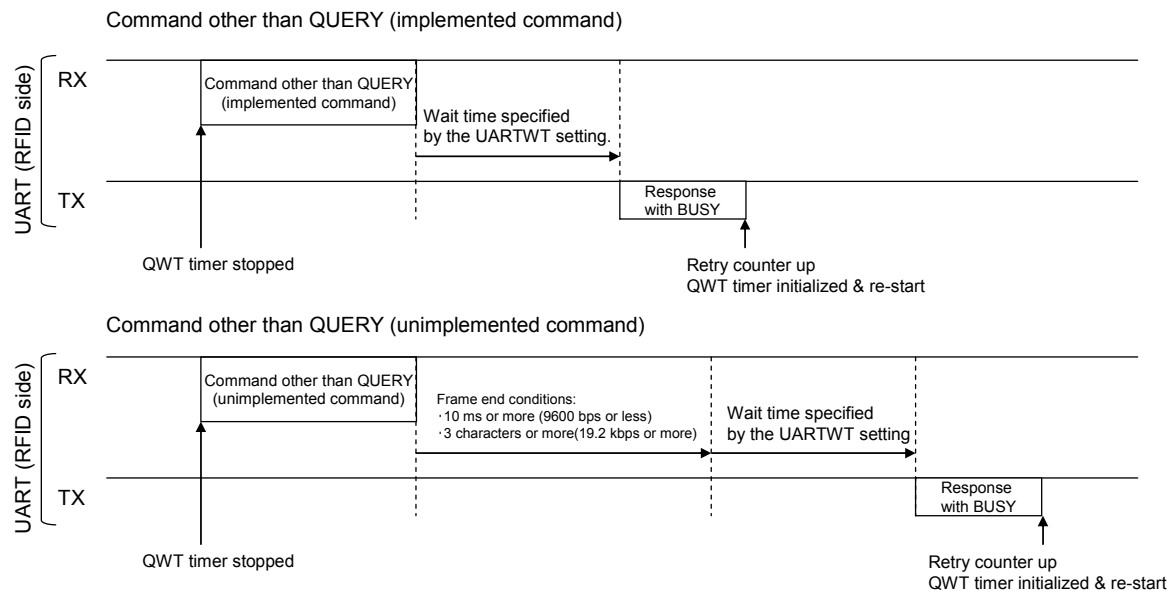 Command other than QUERY (implemented command)
UART (RFID side)
RX
Command other than QUERY
(implemented command)
Wait time specified
by the UARTWT setting.
TX
Response
with BUSY
QWT timer stopped
Retry counter up
QWT timer initialized & re-start
Command other than QUERY (unimplemented command)
UART (RFID side)
RX
Command other than QUERY
(unimplemented command)
Frame end conditions:
･10 ms or more (9600 bps or less)
･3 characters or more(19.2 kbps or more)
Wait time specified
by the UARTWT setting
TX
Response
with BUSY
QWT timer stopped
Retry counter up
QWT timer initialized & re-start